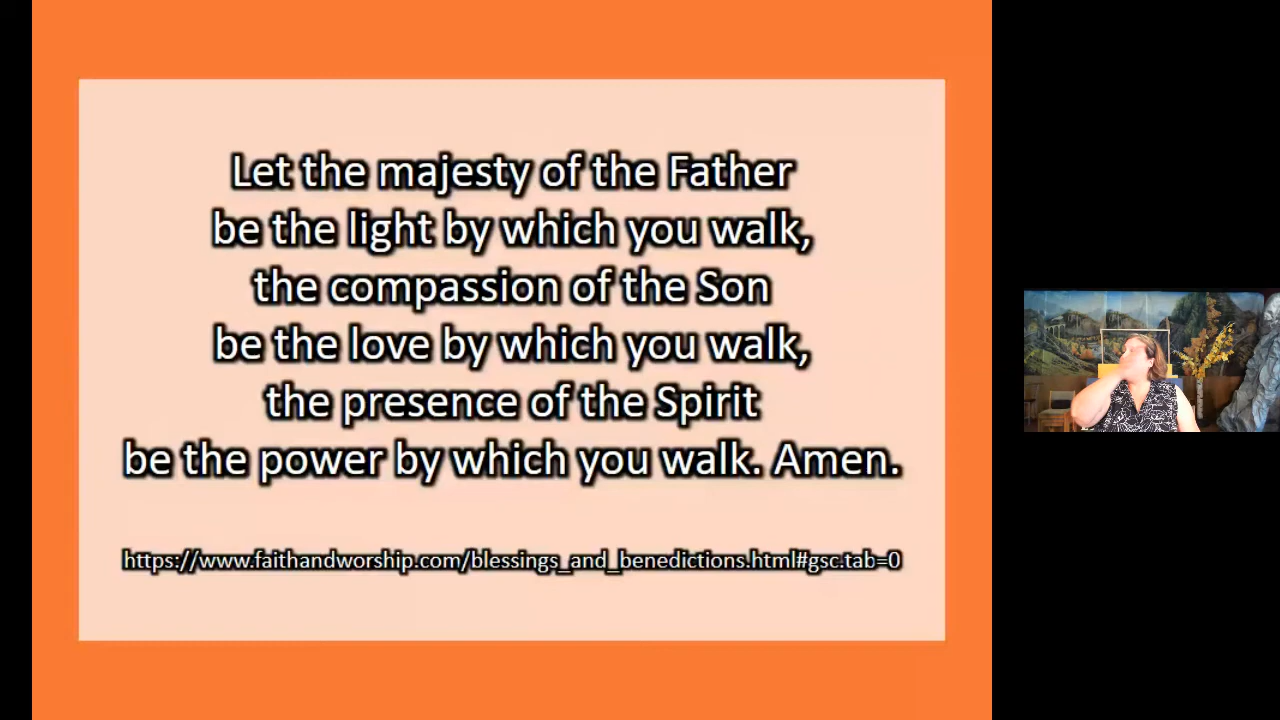 Let the majesty of the Father
be the light by which you walk,
the compassion of the Son
be the love by which you walk,
the presence of the Spirit
be the power by which you walk. Amen.
https://www.faithandworship.com/blessings_and_benedictions.html#gsc.tab=0